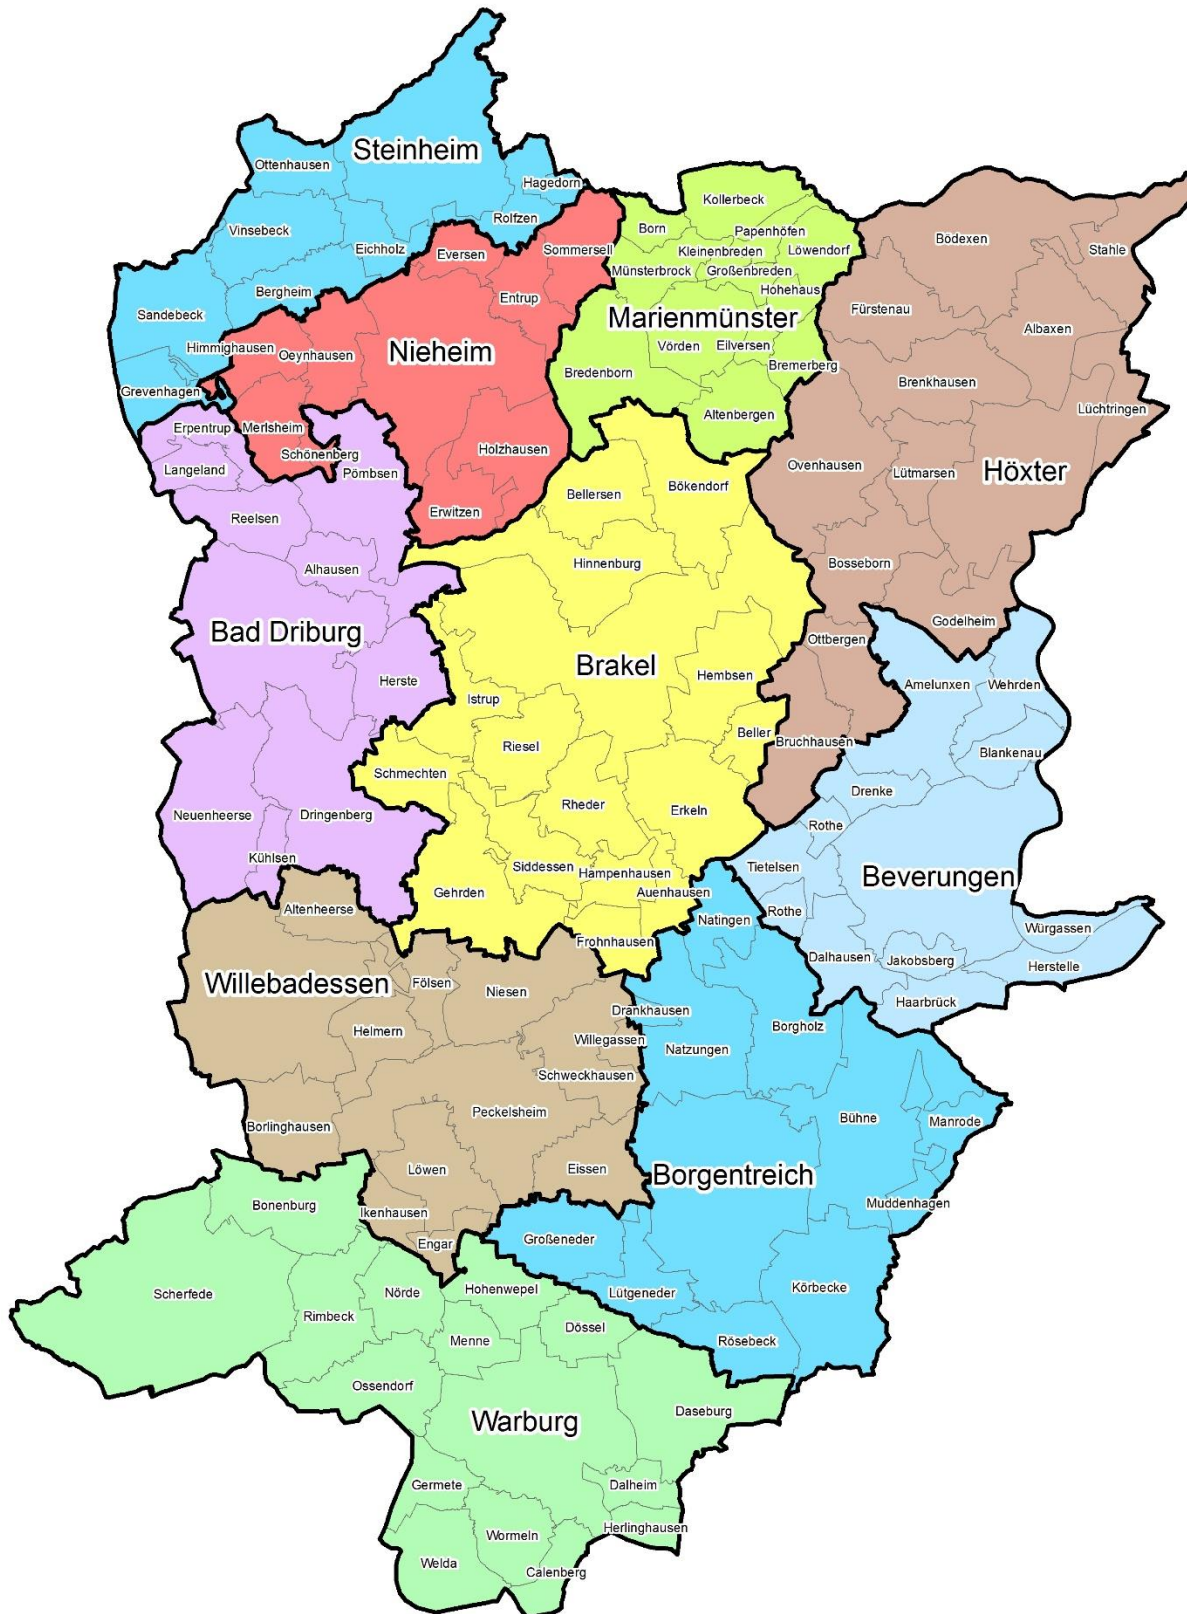 Steinheim
Ottenhausen
Hagedorn
Rolfzen
Vinsebeck
Eichholz
Bergheim
Sandebeck
Himmighausen
Grevenhagen
Eversen
Sommersell
Entrup
Oeynhausen
Nieheim
Merlsheim
Schönenberg
Holzhausen
Erwitzen
Kollerbeck
Born
Papenhöfen
Kleinenbreden
Löwendorf
Münsterbrock
Großenbreden
Hohehaus
Marienmünster
Vörden
Eilversen
Bremerberg
Bredenborn
Altenbergen
Bödexen
Stahle
Fürstenau
Albaxen
Brenkhausen
Lüchtringen
Ovenhausen
Lütmarsen
Höxter
Bosseborn
Godelheim
Ottbergen
Bruchhausen
Erpentrup
Langeland
Pömbsen
Reelsen
Alhausen
Bad Driburg
Herste
Neuenheerse
Dringenberg
Kühlsen
Bellersen
Bökendorf
Hinnenburg
Brakel
Hembsen
Istrup
Riesel
Beller
Schmechten
Rheder
Erkeln
Siddessen
Hampenhausen
Gehrden
Auenhausen
Frohnhausen
Amelunxen
Wehrden
Blankenau
Drenke
Rothe
Tietelsen
Beverungen
Rothe
Würgassen
Dalhausen
Jakobsberg
Herstelle
Haarbrück
Altenheerse
Willebadessen
Fölsen
Niesen
Helmern
Willegassen
Schweckhausen
Peckelsheim
Borlinghausen
Löwen
Eissen
Ikenhausen
Engar
Natingen
Drankhausen
Borgholz
Natzungen
Bühne
Manrode
Borgentreich
Muddenhagen
Großeneder
Lütgeneder
Körbecke
Rösebeck
Bonenburg
Scherfede
Nörde
Hohenwepel
Rimbeck
Menne
Dössel
Ossendorf
Warburg
Daseburg
Germete
Dalheim
Wormeln
Herlinghausen
Welda
Calenberg